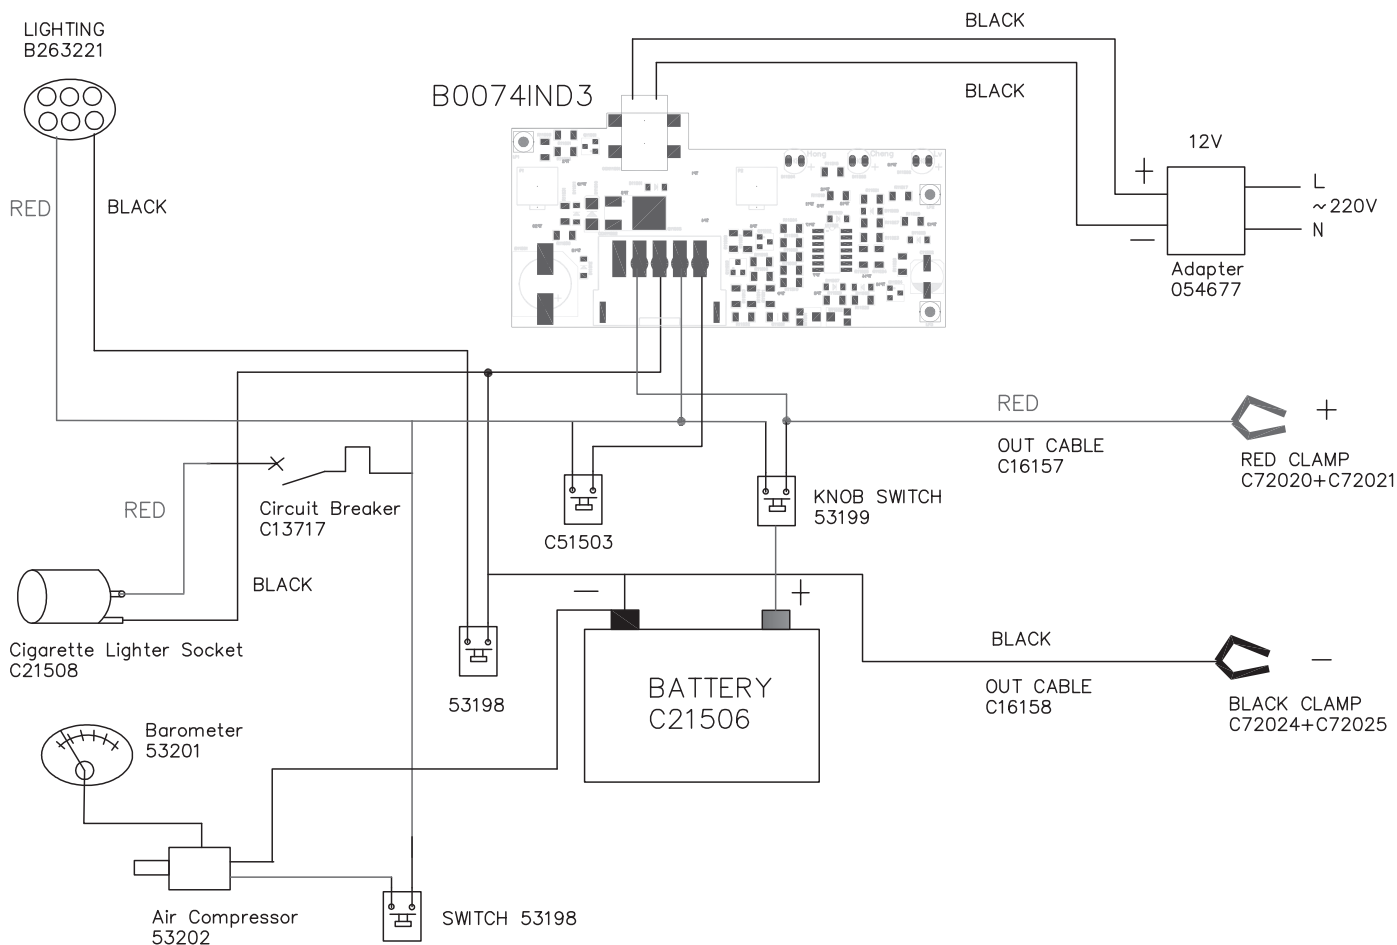 LIGHTING
B263221
BLACK
B0074IND3
BLACK
12V
+
L
~220V
N
−
Adapter
054677
RED
BLACK
RED
+
OUT CABLE
C16157
RED CLAMP
C72020+C72021
Circuit Breaker
C13717
RED
KNOB SWITCH
53199
C51503
BLACK
−
+
Cigarette Lighter Socket
C21508
53198
BATTERY
C21506
BLACK
−
OUT CABLE
C16158
BLACK CLAMP
C72024+C72025
Barometer
53201
Air Compressor
53202
SWITCH 53198